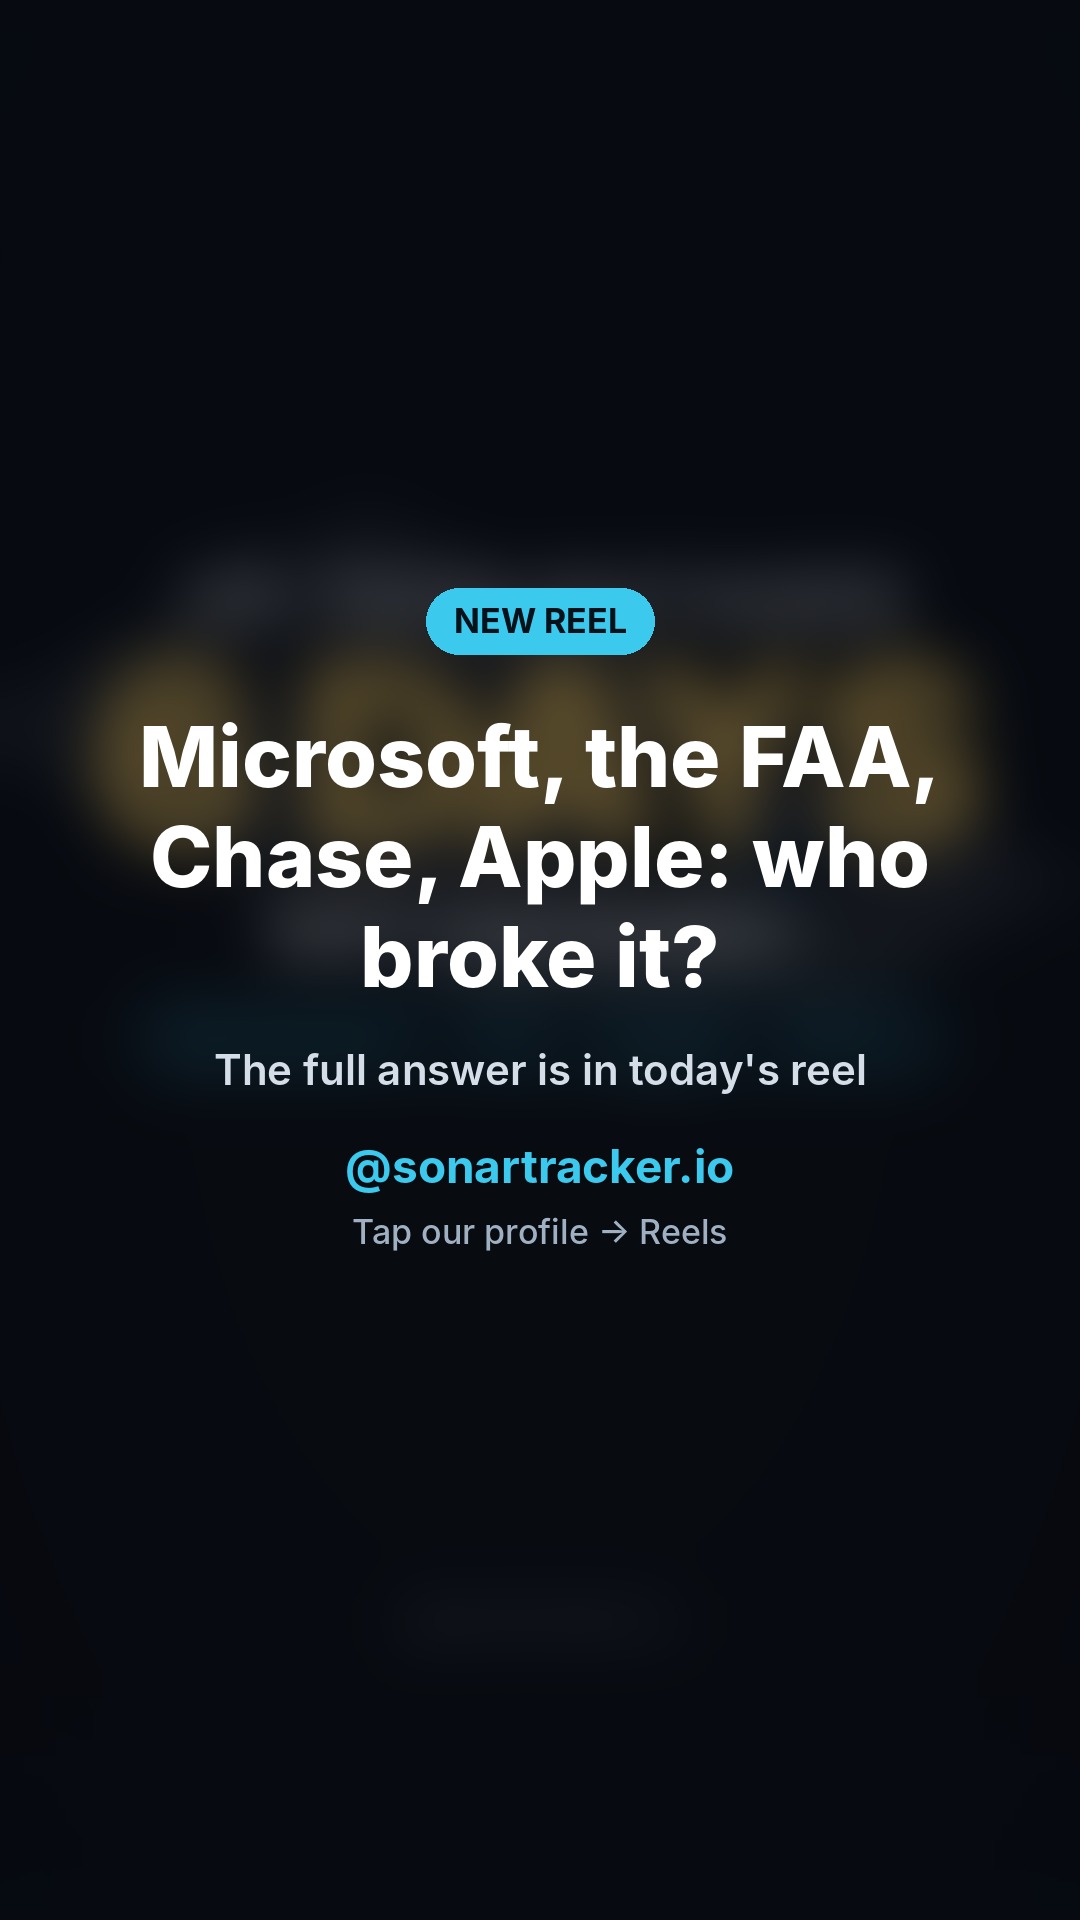 NEW REEL
Microsoft, the FAA,
Chase, Apple: who
broke it?
The full answer is in today's reel
@sonartracker.io
Tap our profile → Reels